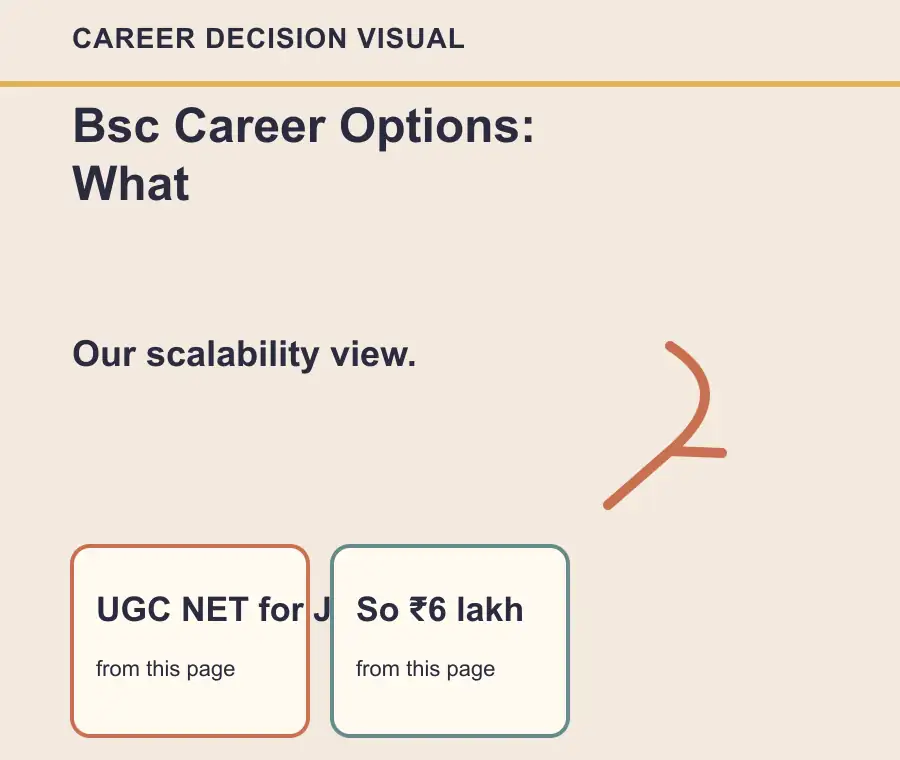 CAREER DECISION VISUAL
Bsc Career Options:
What
Our scalability view.
UGC NET for J
So ₹6 lakh
from this page
from this page